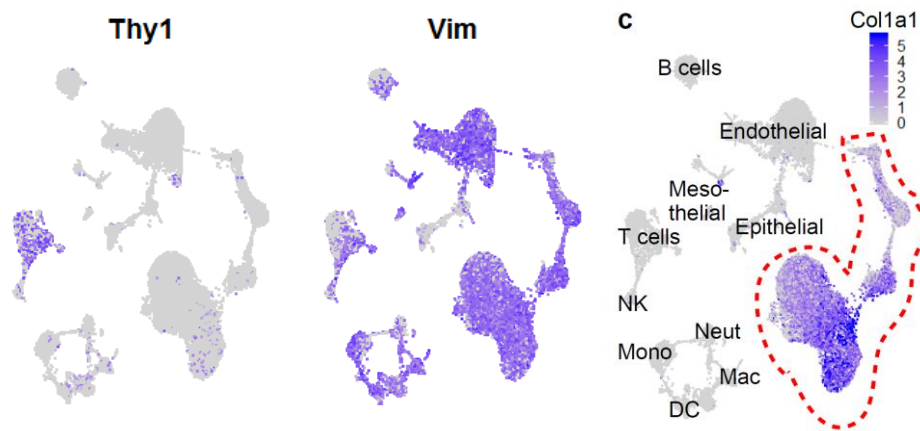 Thy1
Vim
c
Col1a1
5
4
3
2
1
0
B cells
Endothelial
Meso-
thelial
Epithelial
T cells
NK
Neut
Mono
Mac
DC